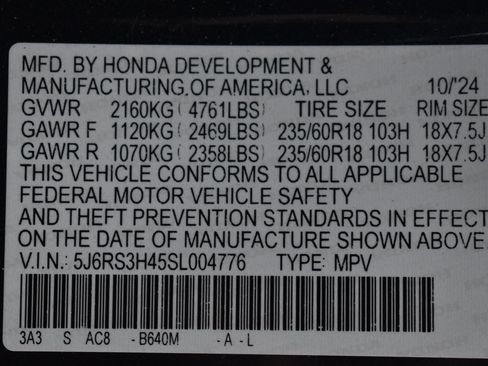 MFD. BY HONDA DEVELOPMENT &
MANUFACTURING OF AMERICA, LLC 10/'24
GVWR 2160KG( 4761LBS) TIRE SIZE RIM SIZE
GAWR F 1120KG( 2469LBS) 235/60R18 103H 18X7.5J
GAWR R 1070KG( 2358LBS) 235/60R18 103H 18X7.5J
THIS VEHICLE CONFORMS TO ALL APPLICABLE
FEDERAL MOTOR VEHICLE SAFETY
AND THEFT PREVENTION STANDARDS IN EFFECT
ON THE DATE OF MANUFACTURE SHOWN ABOVE.
V.I.N.: 5J6RS3H45SL004776 TYPE: MPV
3A3 S AC8 -B640M -A-L